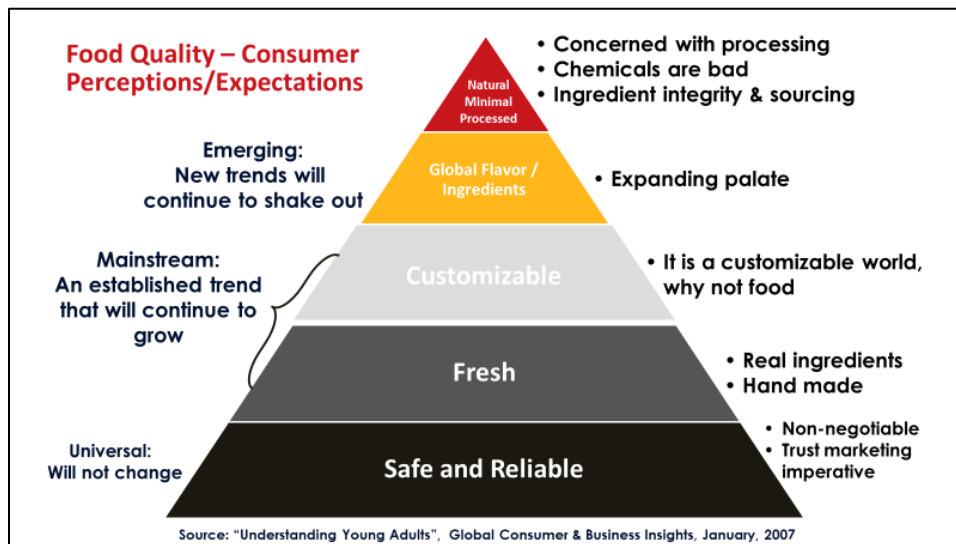 Food Quality – Consumer
Perceptions/Expectations
Natural
Minimal
Processed
• Concerned with processing
• Chemicals are bad
• Ingredient integrity & sourcing
Emerging:
New trends will
continue to shake out
Global Flavor /
Ingredients
• Expanding palate
Mainstream:
An established trend
that will continue to
grow
Customizable
• It is a customizable world,
why not food
Fresh
• Real ingredients
• Hand made
Universal:
Will not change
Safe and Reliable
• Non-negotiable
• Trust marketing
imperative
Source: "Understanding Young Adults", Global Consumer & Business Insights, January, 2007